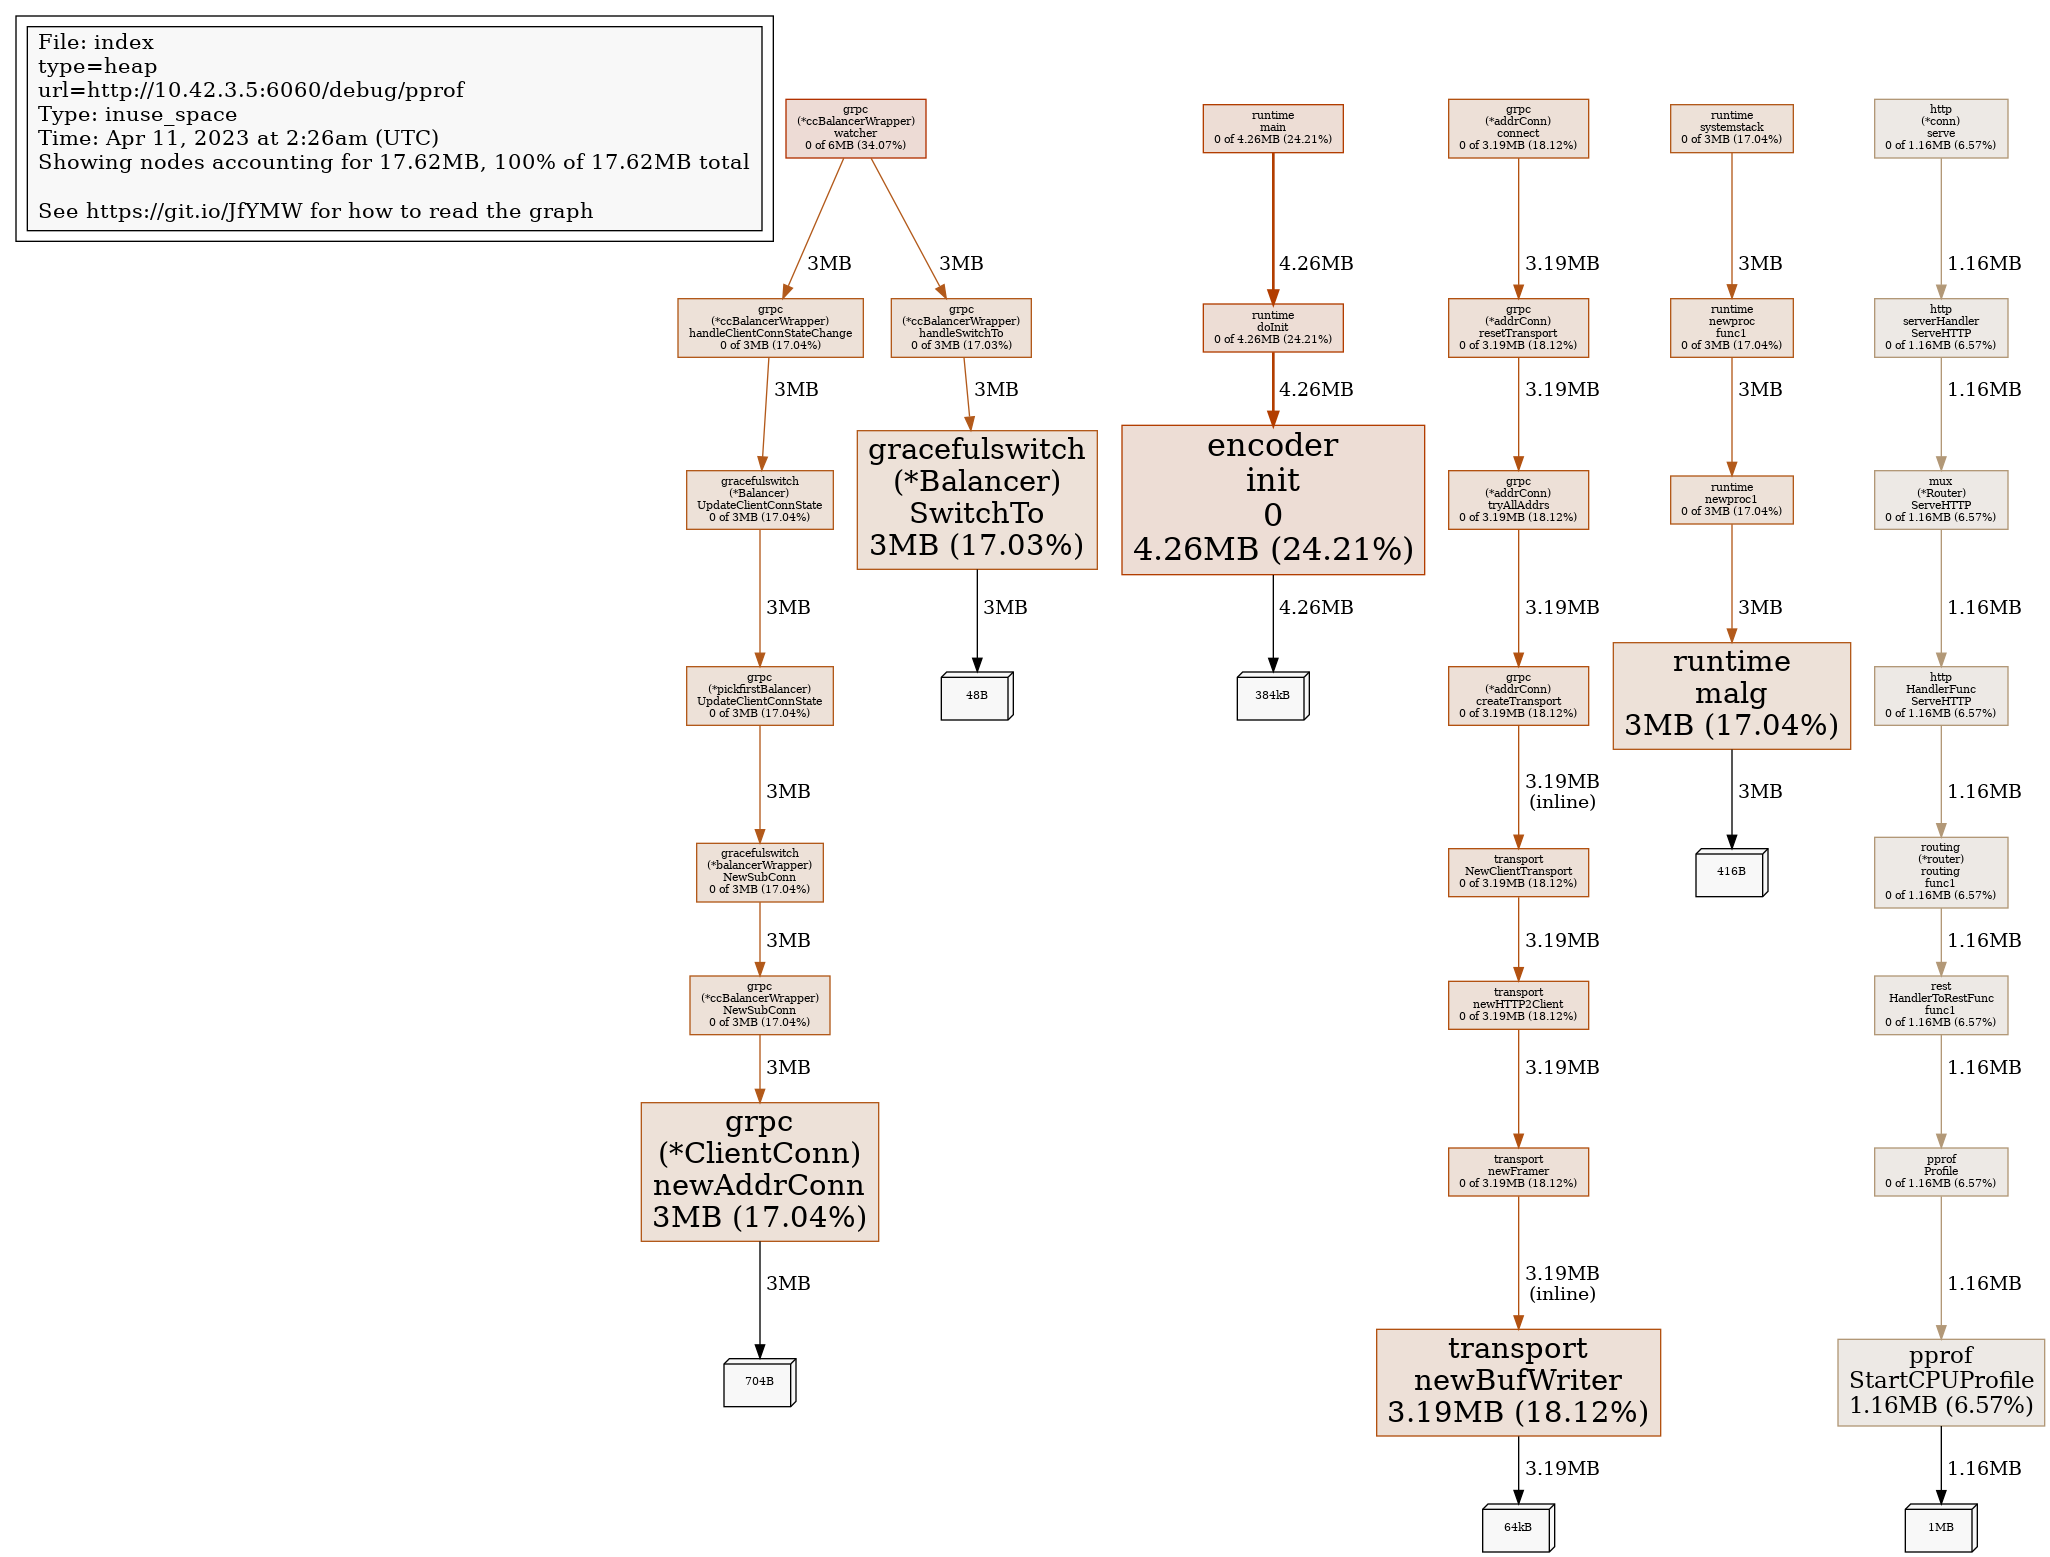 File: index
type=heap
url=http://10.42.3.5:6060/debug/pprof
Type: inuse_space
Time: Apr 11, 2023 at 2:26am (UTC)
Showing nodes accounting for 17.62MB, 100% of 17.62MB total
See https://git.io/JfYMW for how to read the graph
grpc
(*ccBalancerWrapper)
watcher
0 of 6MB (34.07%)
3MB
3MB
grpc
(*ccBalancerWrapper)
handleClientConnStateChange
0 of 3MB (17.04%)
3MB
gracefulswitch
(*Balancer)
UpdateClientConnState
0 of 3MB (17.04%)
3MB
grpc
(*pickfirstBalancer)
UpdateClientConnState
0 of 3MB (17.04%)
3MB
gracefulswitch
(*balancerWrapper)
NewSubConn
0 of 3MB (17.04%)
3MB
grpc
(*ccBalancerWrapper)
NewSubConn
0 of 3MB (17.04%)
3MB
grpc
(*ClientConn)
newAddrConn
3MB (17.04%)
3MB
704B
grpc
(*ccBalancerWrapper)
handleSwitchTo
0 of 3MB (17.03%)
3MB
gracefulswitch
(*Balancer)
SwitchTo
3MB (17.03%)
3MB
48B
runtime
main
0 of 4.26MB (24.21%)
4.26MB
runtime
doInit
0 of 4.26MB (24.21%)
4.26MB
encoder
init
0
4.26MB (24.21%)
4.26MB
384kB
grpc
(*addrConn)
connect
0 of 3.19MB (18.12%)
3.19MB
grpc
(*addrConn)
resetTransport
0 of 3.19MB (18.12%)
3.19MB
grpc
(*addrConn)
tryAllAddrs
0 of 3.19MB (18.12%)
3.19MB
grpc
(*addrConn)
createTransport
0 of 3.19MB (18.12%)
3.19MB
(inline)
transport
NewClientTransport
0 of 3.19MB (18.12%)
3.19MB
transport
newHTTP2Client
0 of 3.19MB (18.12%)
3.19MB
transport
newFramer
0 of 3.19MB (18.12%)
3.19MB
(inline)
transport
newBufWriter
3.19MB (18.12%)
3.19MB
64kB
runtime
systemstack
0 of 3MB (17.04%)
3MB
runtime
newproc
func1
0 of 3MB (17.04%)
3MB
runtime
newproc1
0 of 3MB (17.04%)
3MB
runtime
malg
3MB (17.04%)
3MB
416B
http
(*conn)
serve
0 of 1.16MB (6.57%)
1.16MB
http
serverHandler
ServeHTTP
0 of 1.16MB (6.57%)
1.16MB
mux
(*Router)
ServeHTTP
0 of 1.16MB (6.57%)
1.16MB
http
HandlerFunc
ServeHTTP
0 of 1.16MB (6.57%)
1.16MB
routing
(*router)
routing
func1
0 of 1.16MB (6.57%)
1.16MB
rest
HandlerToRestFunc
func1
0 of 1.16MB (6.57%)
1.16MB
pprof
Profile
0 of 1.16MB (6.57%)
1.16MB
pprof
StartCPUProfile
1.16MB (6.57%)
1.16MB
1MB